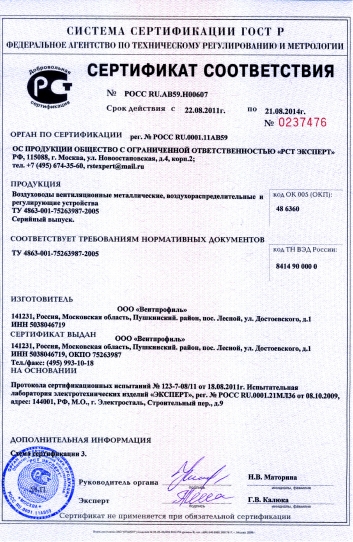 СИСТЕМА СЕРТИФИКАЦИИ ГОСТ Р
ФЕДЕРАЛЬНОЕ АГЕНТСТВО ПО ТЕХНИЧЕСКОМУ РЕГУЛИРОВАНИЮ И МЕТРОЛОГИИ
Добровольная сертификация
СЕРТИФИКАТ СООТВЕТСТВИЯ
№ РОСС RU.АВ59.Н00607
Срок действия с 22.08.2011г. по 21.08.2014г.
№ 0237476
ОРГАН ПО СЕРТИФИКАЦИИ рег. № РОСС RU.0001.11АВ59
ОС ПРОДУКЦИИ ОБЩЕСТВО С ОГРАНИЧЕННОЙ ОТВЕТСТВЕННОСТЬЮ «РСТ ЭКСПЕРТ»
РФ, 115088, г. Москва, ул. Новоостановская, д.4, корп.2;
тел. +7 (495) 674-35-60, rstexpert@mail.ru
ПРОДУКЦИЯ
Воздуховоды вентиляционные металлические, воздухораспределительные и
регулирующие устройства
ТУ 4863-001-75263987-2005
Серийный выпуск.
код ОК 005 (ОКП):
48 6360
СООТВЕТСТВУЕТ ТРЕБОВАНИЯМ НОРМАТИВНЫХ ДОКУМЕНТОВ
ТУ 4863-001-75263987-2005
код ТН ВЭД России:
8414 90 000 0
ИЗГОТОВИТЕЛЬ
ООО «Вентпрофиль»
141231, Россия, Московская область, Пушкинский. район, пос. Лесной, ул. Достоевского, д.1
ИНН 5038046719
СЕРТИФИКАТ ВЫДАН
ООО «Вентпрофиль»
141231, Россия, Московская область, Пушкинский. район, пос. Лесной, ул. Достоевского, д.1
ИНН 5038046719, ОКПО 75263987
Тел./факс: (495) 993-10-18
НА ОСНОВАНИИ
Протокола сертификационных испытаний № 123-7-08/11 от 18.08.2011г. Испытательная
лаборатория электротехнических изделий «ЭКСПЕРТ», рег. № РОСС RU.0001.21МЛ36 от 08.10.2009,
адрес: 144001, РФ, М.О., г. Электросталь, Строительный пер., д.9
ДОПОЛНИТЕЛЬНАЯ ИНФОРМАЦИЯ
Схема сертификации 3.
Руководитель органа
подпись
Н.В. Маторина
инициалы, фамилия
Эксперт
подпись
Г.В. Калюка
инициалы, фамилия
Сертификат не применяется при обязательной сертификации